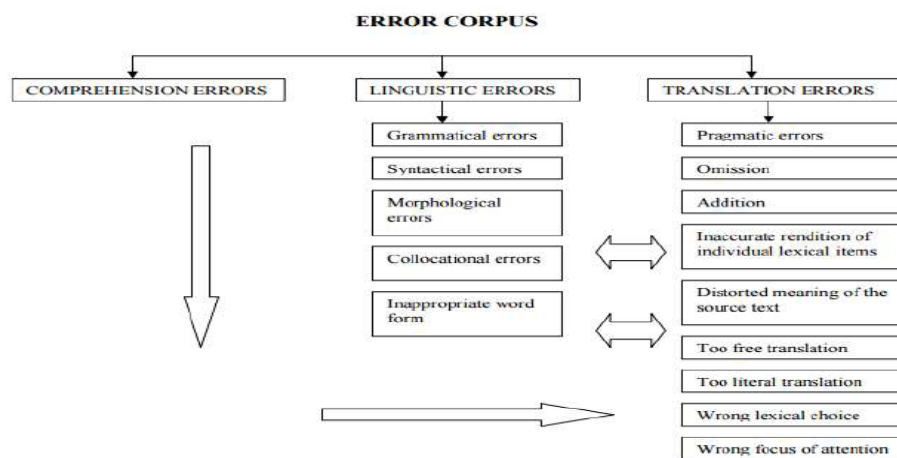 ERROR CORPUS
COMPREHENSION ERRORS
LINGUISTIC ERRORS
Grammatical errors
Syntactical errors
Morphological
errors
Collocational errors
Inappropriate word
form
TRANSLATION ERRORS
Pragmatic errors
Omission
Addition
Inaccurate rendition of
individual lexical items
Distorted meaning of the
source text
Too free translation
Too literal translation
Wrong lexical choice
Wrong focus of attention